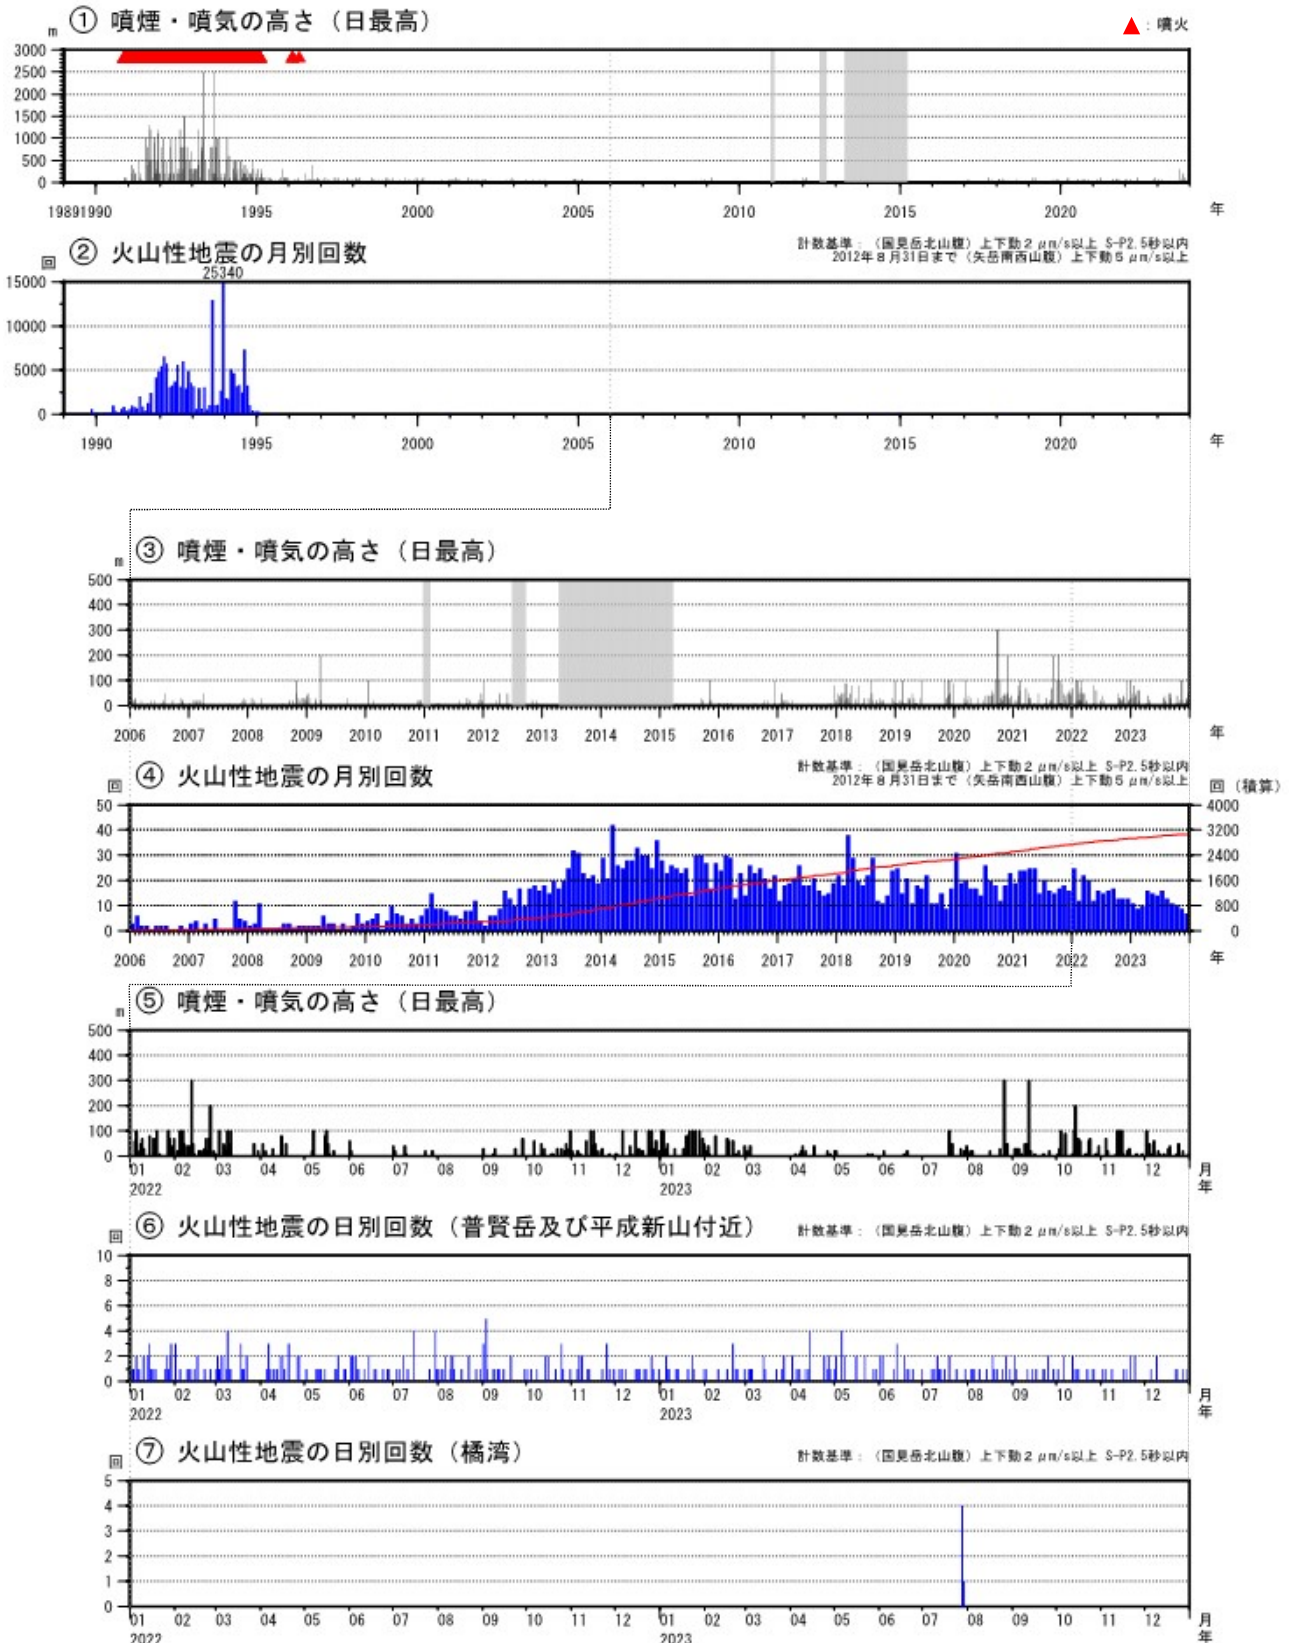 ① 噴煙・噴気の高さ（日最高）
▲：噴火
m
3000
2500
2000
1500
1000
500
0
1989 1990 1995 2000 2005 2010 2015 2020 年
② 火山性地震の月別回数
計数基準：（国見岳北山腹）上下動２μm/s以上 S-P2.5秒以内
2012年８月31日まで（矢岳南西山腹）上下動５μm/s以上
回
25340
15000
10000
5000
0
1990 1995 2000 2005 2010 2015 2020 年
③ 噴煙・噴気の高さ（日最高）
m
500
400
300
200
100
0
2006 2007 2008 2009 2010 2011 2012 2013 2014 2015 2016 2017 2018 2019 2020 2021 2022 2023 年
④ 火山性地震の月別回数
計数基準：（国見岳北山腹）上下動２μm/s以上 S-P2.5秒以内
2012年８月31日まで（矢岳南西山腹）上下動５μm/s以上
回 回（積算）
50 4000
40 3200
30 2400
20 1600
10 800
0 0
2006 2007 2008 2009 2010 2011 2012 2013 2014 2015 2016 2017 2018 2019 2020 2021 2022 2023 年
⑤ 噴煙・噴気の高さ（日最高）
m
500
400
300
200
100
0
01 02 03 04 05 06 07 08 09 10 11 12 01 02 03 04 05 06 07 08 09 10 11 12 月
2022 2023 年
⑥ 火山性地震の日別回数（普賢岳及び平成新山付近）
計数基準：（国見岳北山腹）上下動２μm/s以上 S-P2.5秒以内
回
10
8
6
4
2
0
01 02 03 04 05 06 07 08 09 10 11 12 01 02 03 04 05 06 07 08 09 10 11 12 月
2022 2023 年
⑦ 火山性地震の日別回数（橘湾）
計数基準：（国見岳北山腹）上下動２μm/s以上 S-P2.5秒以内
回
5
4
3
2
1
0
01 02 03 04 05 06 07 08 09 10 11 12 01 02 03 04 05 06 07 08 09 10 11 12 月
2022 2023 年